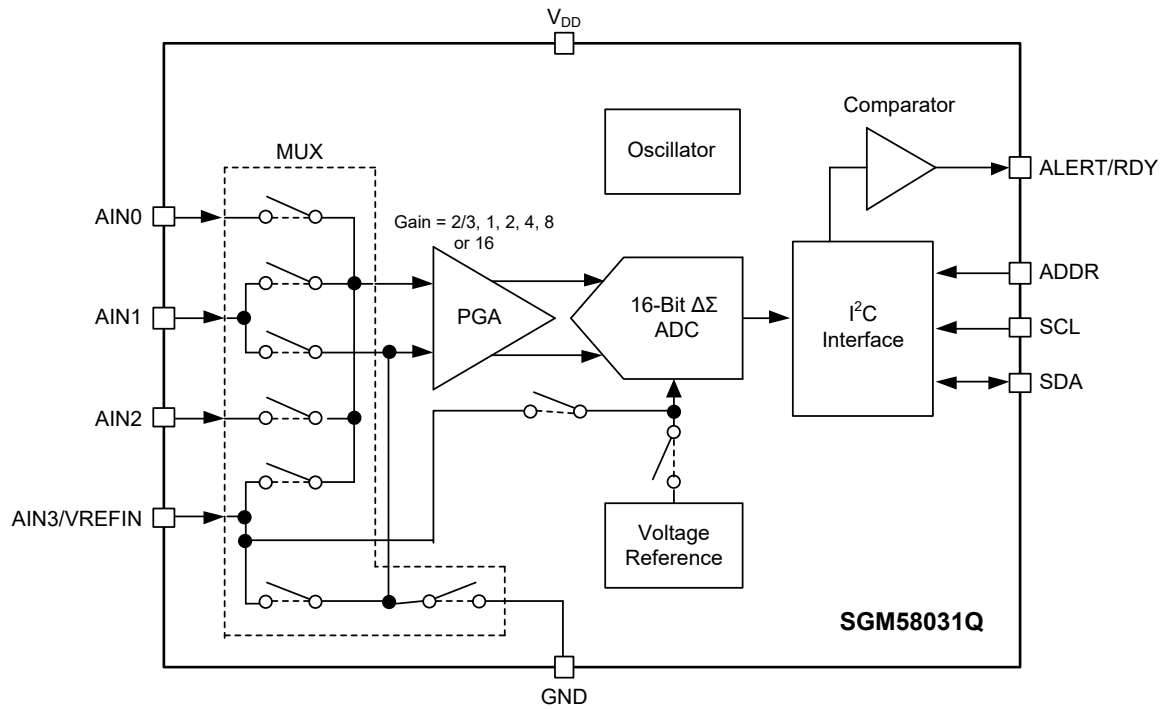 V_DD
Comparator
Oscillator
MUX
ALERT/RDY
AIN0
Gain = 2/3, 1, 2, 4, 8
or 16
ADDR
AIN1
PGA
16-Bit ΔΣ
ADC
I²C
Interface
SCL
SDA
AIN2
AIN3/VREFIN
Voltage
Reference
SGM58031Q
GND